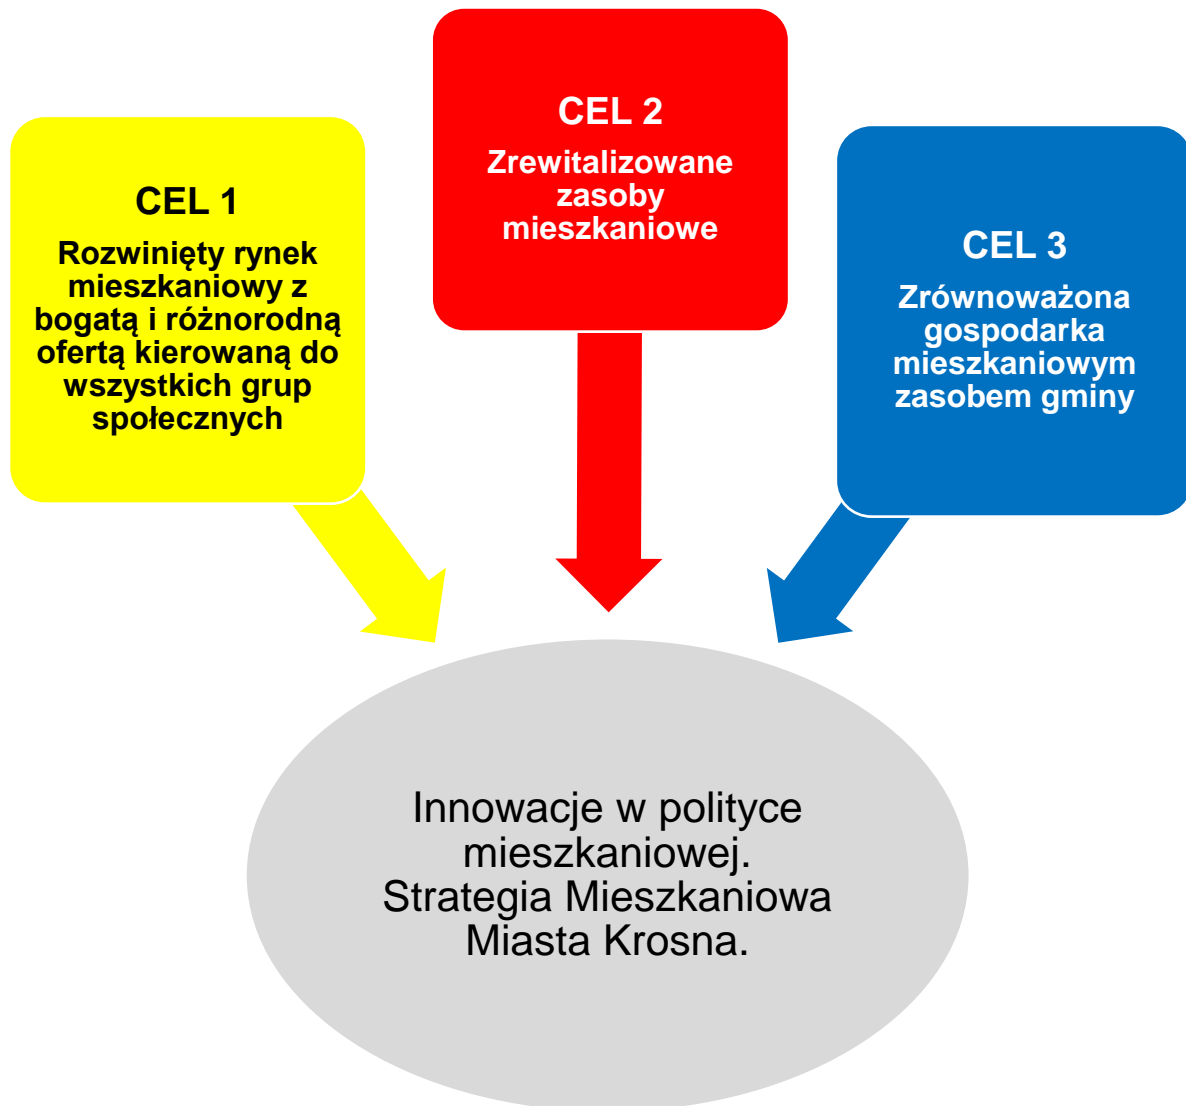 CEL 1
Rozwinięty rynek
mieszkaniowy z
bogatą i różnorodną
ofertą kierowaną do
wszystkich grup
społecznych
CEL 2
Zrewitalizowane
zasoby
mieszkaniowe
CEL 3
Zrównoważona
gospodarka
mieszkaniowym
zasobem gminy
Innowacje w polityce
mieszkaniowej.
Strategia Mieszkaniowa
Miasta Krosna.